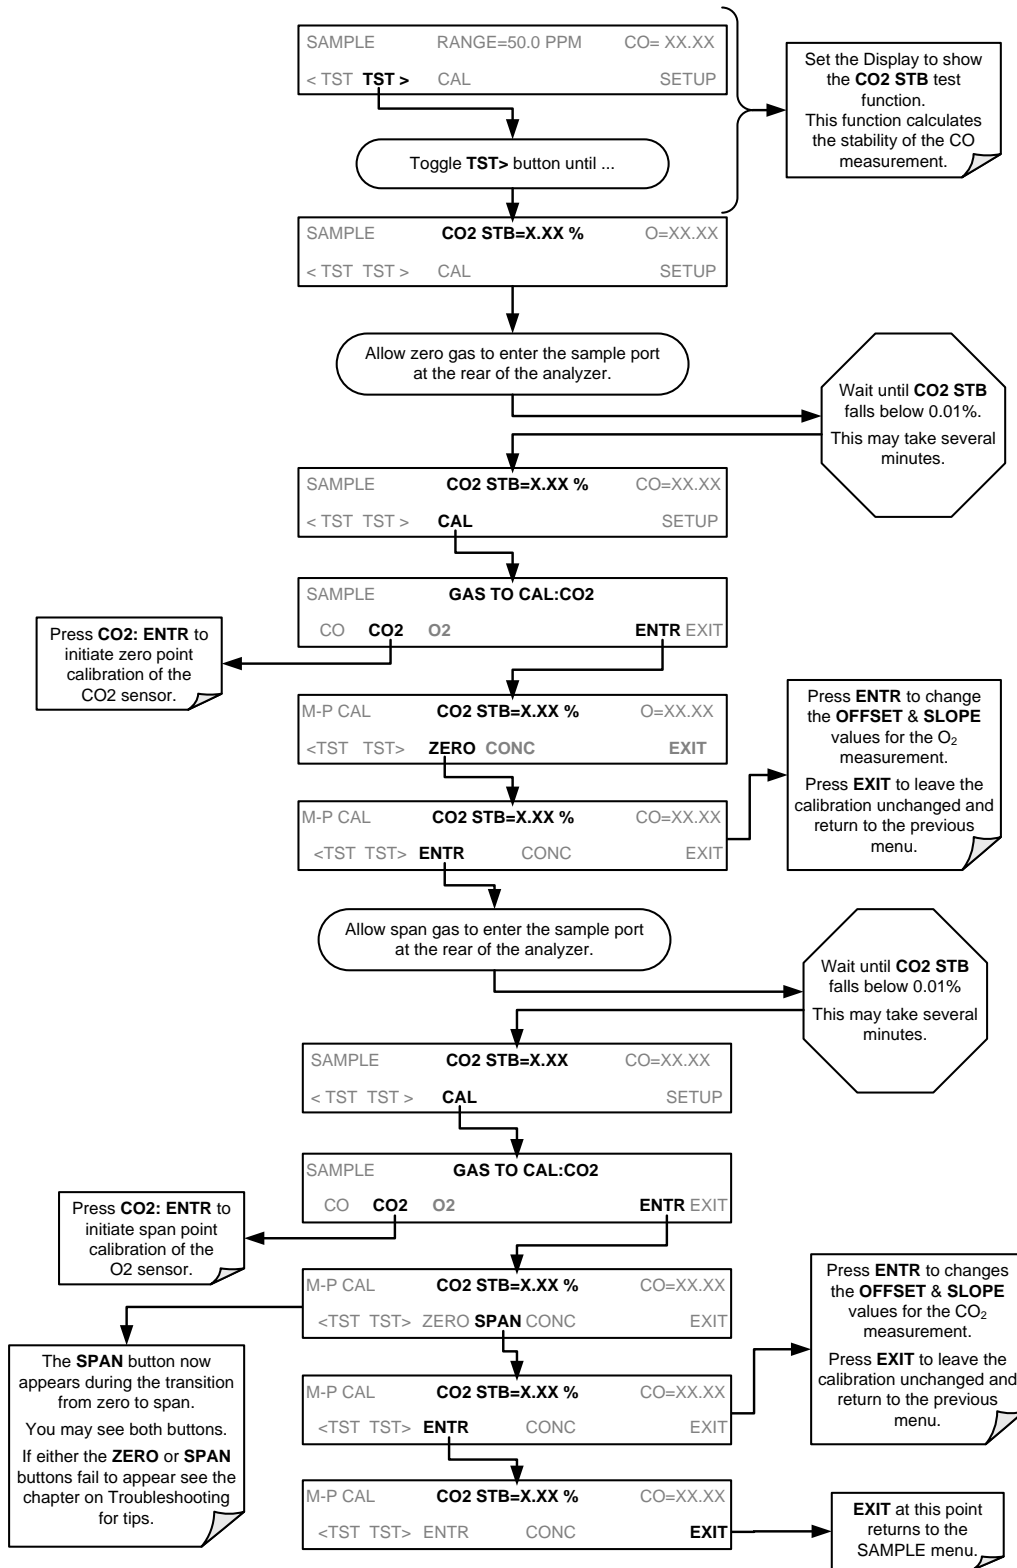 SAMPLE RANGE=50.0 PPM CO= XX.XX
< TST TST > CAL SETUP
Set the Display to show
the CO2 STB test
function.
This function calculates
the stability of the CO
measurement.
Toggle TST> button until ...
SAMPLE CO2 STB=X.XX % O=XX.XX
< TST TST > CAL SETUP
Allow zero gas to enter the sample port
at the rear of the analyzer.
Wait until CO2 STB
falls below 0.01%.
This may take several
minutes.
SAMPLE CO2 STB=X.XX % CO=XX.XX
< TST TST > CAL SETUP
SAMPLE GAS TO CAL:CO2
CO CO2 O2 ENTR EXIT
Press CO2: ENTR to
initiate zero point
calibration of the
CO2 sensor.
M-P CAL CO2 STB=X.XX % O=XX.XX
<TST TST> ZERO CONC EXIT
Press ENTR to change
the OFFSET & SLOPE
values for the O2
measurement.
Press EXIT to leave the
calibration unchanged and
return to the previous
menu.
M-P CAL CO2 STB=X.XX % CO=XX.XX
<TST TST> ENTR CONC EXIT
Allow span gas to enter the sample port
at the rear of the analyzer.
Wait until CO2 STB
falls below 0.01%
This may take several
minutes.
SAMPLE CO2 STB=X.XX CO=XX.XX
< TST TST > CAL SETUP
SAMPLE GAS TO CAL:CO2
CO CO2 O2 ENTR EXIT
Press CO2: ENTR to
initiate span point
calibration of the
O2 sensor.
M-P CAL CO2 STB=X.XX % CO=XX.XX
<TST TST> ZERO SPAN CONC EXIT
Press ENTR to changes
the OFFSET & SLOPE
values for the CO2
measurement.
Press EXIT to leave the
calibration unchanged and
return to the previous
menu.
The SPAN button now
appears during the transition
from zero to span.
You may see both buttons.
If either the ZERO or SPAN
buttons fail to appear see the
chapter on Troubleshooting
for tips.
M-P CAL CO2 STB=X.XX % CO=XX.XX
<TST TST> ENTR CONC EXIT
M-P CAL CO2 STB=X.XX % CO=XX.XX
<TST TST> ENTR CONC EXIT
EXIT at this point
returns to the
SAMPLE menu.